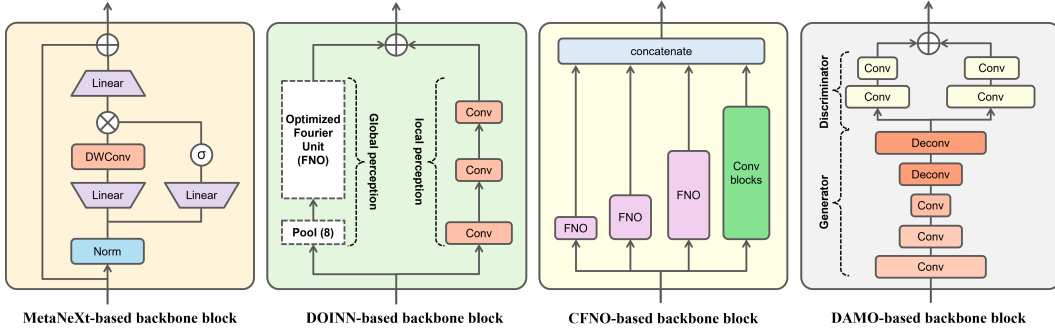 Linear
DWConv
σ
Linear
Linear
Norm
MetaNeXt-based backbone block
Optimized
Fourier
Unit
(FNO)
Pool (8)
Global perception
local perception
Conv
Conv
Conv
DOINN-based backbone block
concatenate
FNO
FNO
FNO
Conv
blocks
CFNO-based backbone block
Discriminator
Generator
Conv
Conv
Conv
Conv
Deconv
Deconv
Conv
Conv
Conv
DAMO-based backbone block